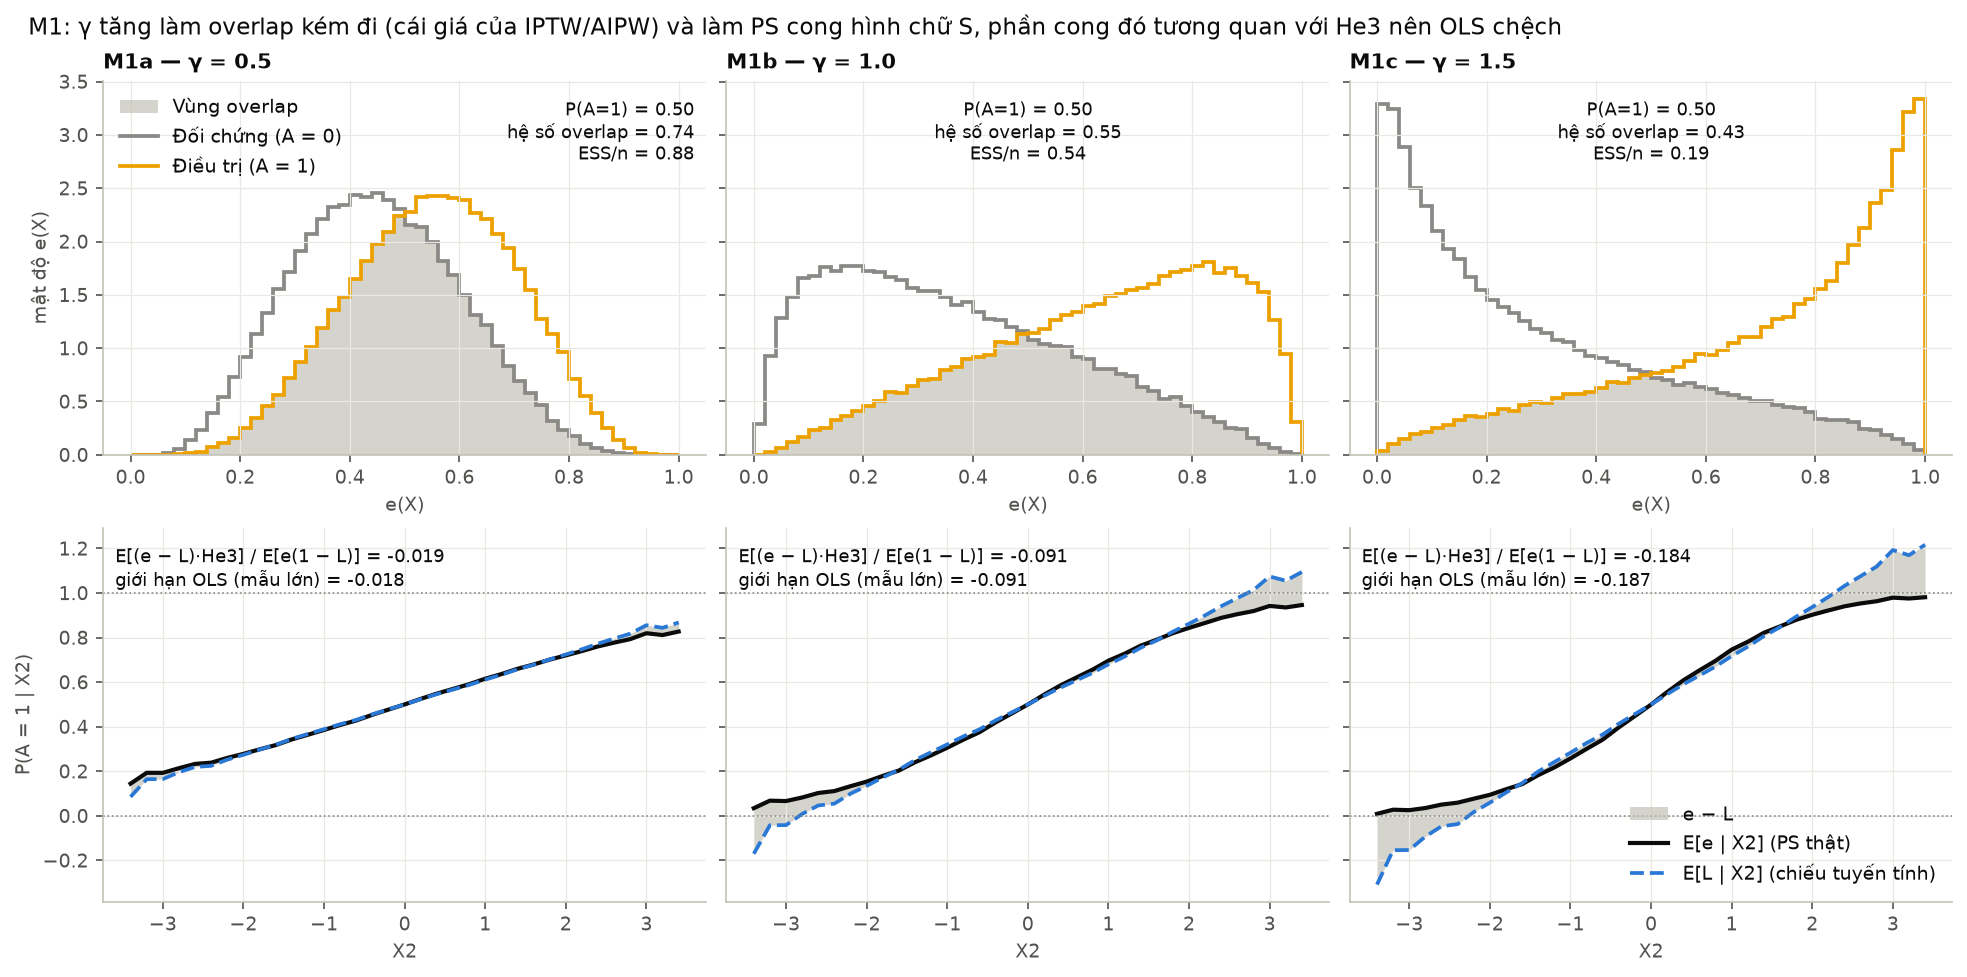 M1: γ tăng làm overlap kém đi (cái giá của IPTW/AIPW) và làm PS cong hình chữ S, phần cong đó tương quan với He3 nên OLS chệch
M1a — γ = 0.5
3.5
3.0
2.5
2.0
1.5
1.0
0.5
0.0
mật độ e(X)
Vùng overlap
Đối chứng (A = 0)
Điều trị (A = 1)
P(A=1) = 0.50
hệ số overlap = 0.74
ESS/n = 0.88
0.0 0.2 0.4 0.6 0.8 1.0
e(X)
M1b — γ = 1.0
P(A=1) = 0.50
hệ số overlap = 0.55
ESS/n = 0.54
0.0 0.2 0.4 0.6 0.8 1.0
e(X)
M1c — γ = 1.5
P(A=1) = 0.50
hệ số overlap = 0.43
ESS/n = 0.19
0.0 0.2 0.4 0.6 0.8 1.0
e(X)
1.2
1.0
0.8
0.6
0.4
0.2
0.0
−0.2
P(A = 1 | X2)
E[(e − L)·He3] / E[e(1 − L)] = -0.019
giới hạn OLS (mẫu lớn) = -0.018
−3 −2 −1 0 1 2 3
X2
E[(e − L)·He3] / E[e(1 − L)] = -0.091
giới hạn OLS (mẫu lớn) = -0.091
−3 −2 −1 0 1 2 3
X2
E[(e − L)·He3] / E[e(1 − L)] = -0.184
giới hạn OLS (mẫu lớn) = -0.187
e − L
E[e | X2] (PS thật)
E[L | X2] (chiếu tuyến tính)
−3 −2 −1 0 1 2 3
X2